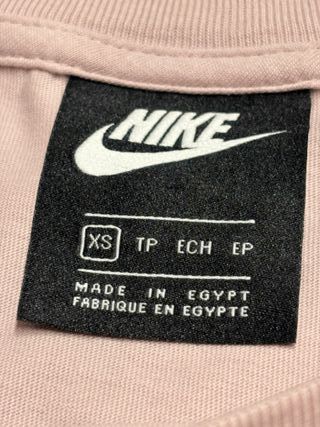 NIKE
XS TP ECH EP
MADE IN EGYPT
FABRIQUE EN EGYPTE